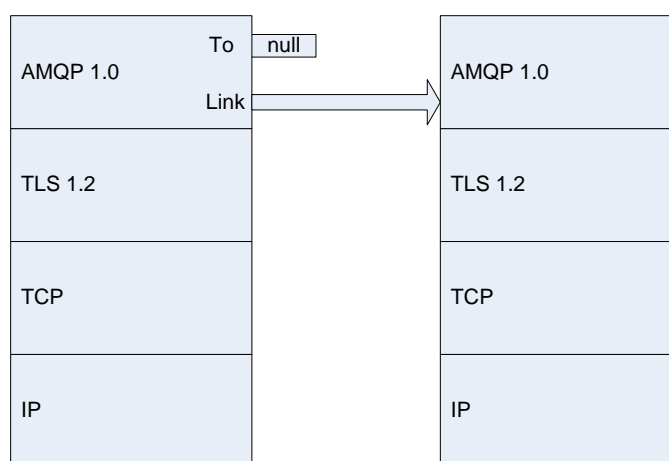 To null
AMQP 1.0
Link
TLS 1.2
TCP
IP
AMQP 1.0
TLS 1.2
TCP
IP